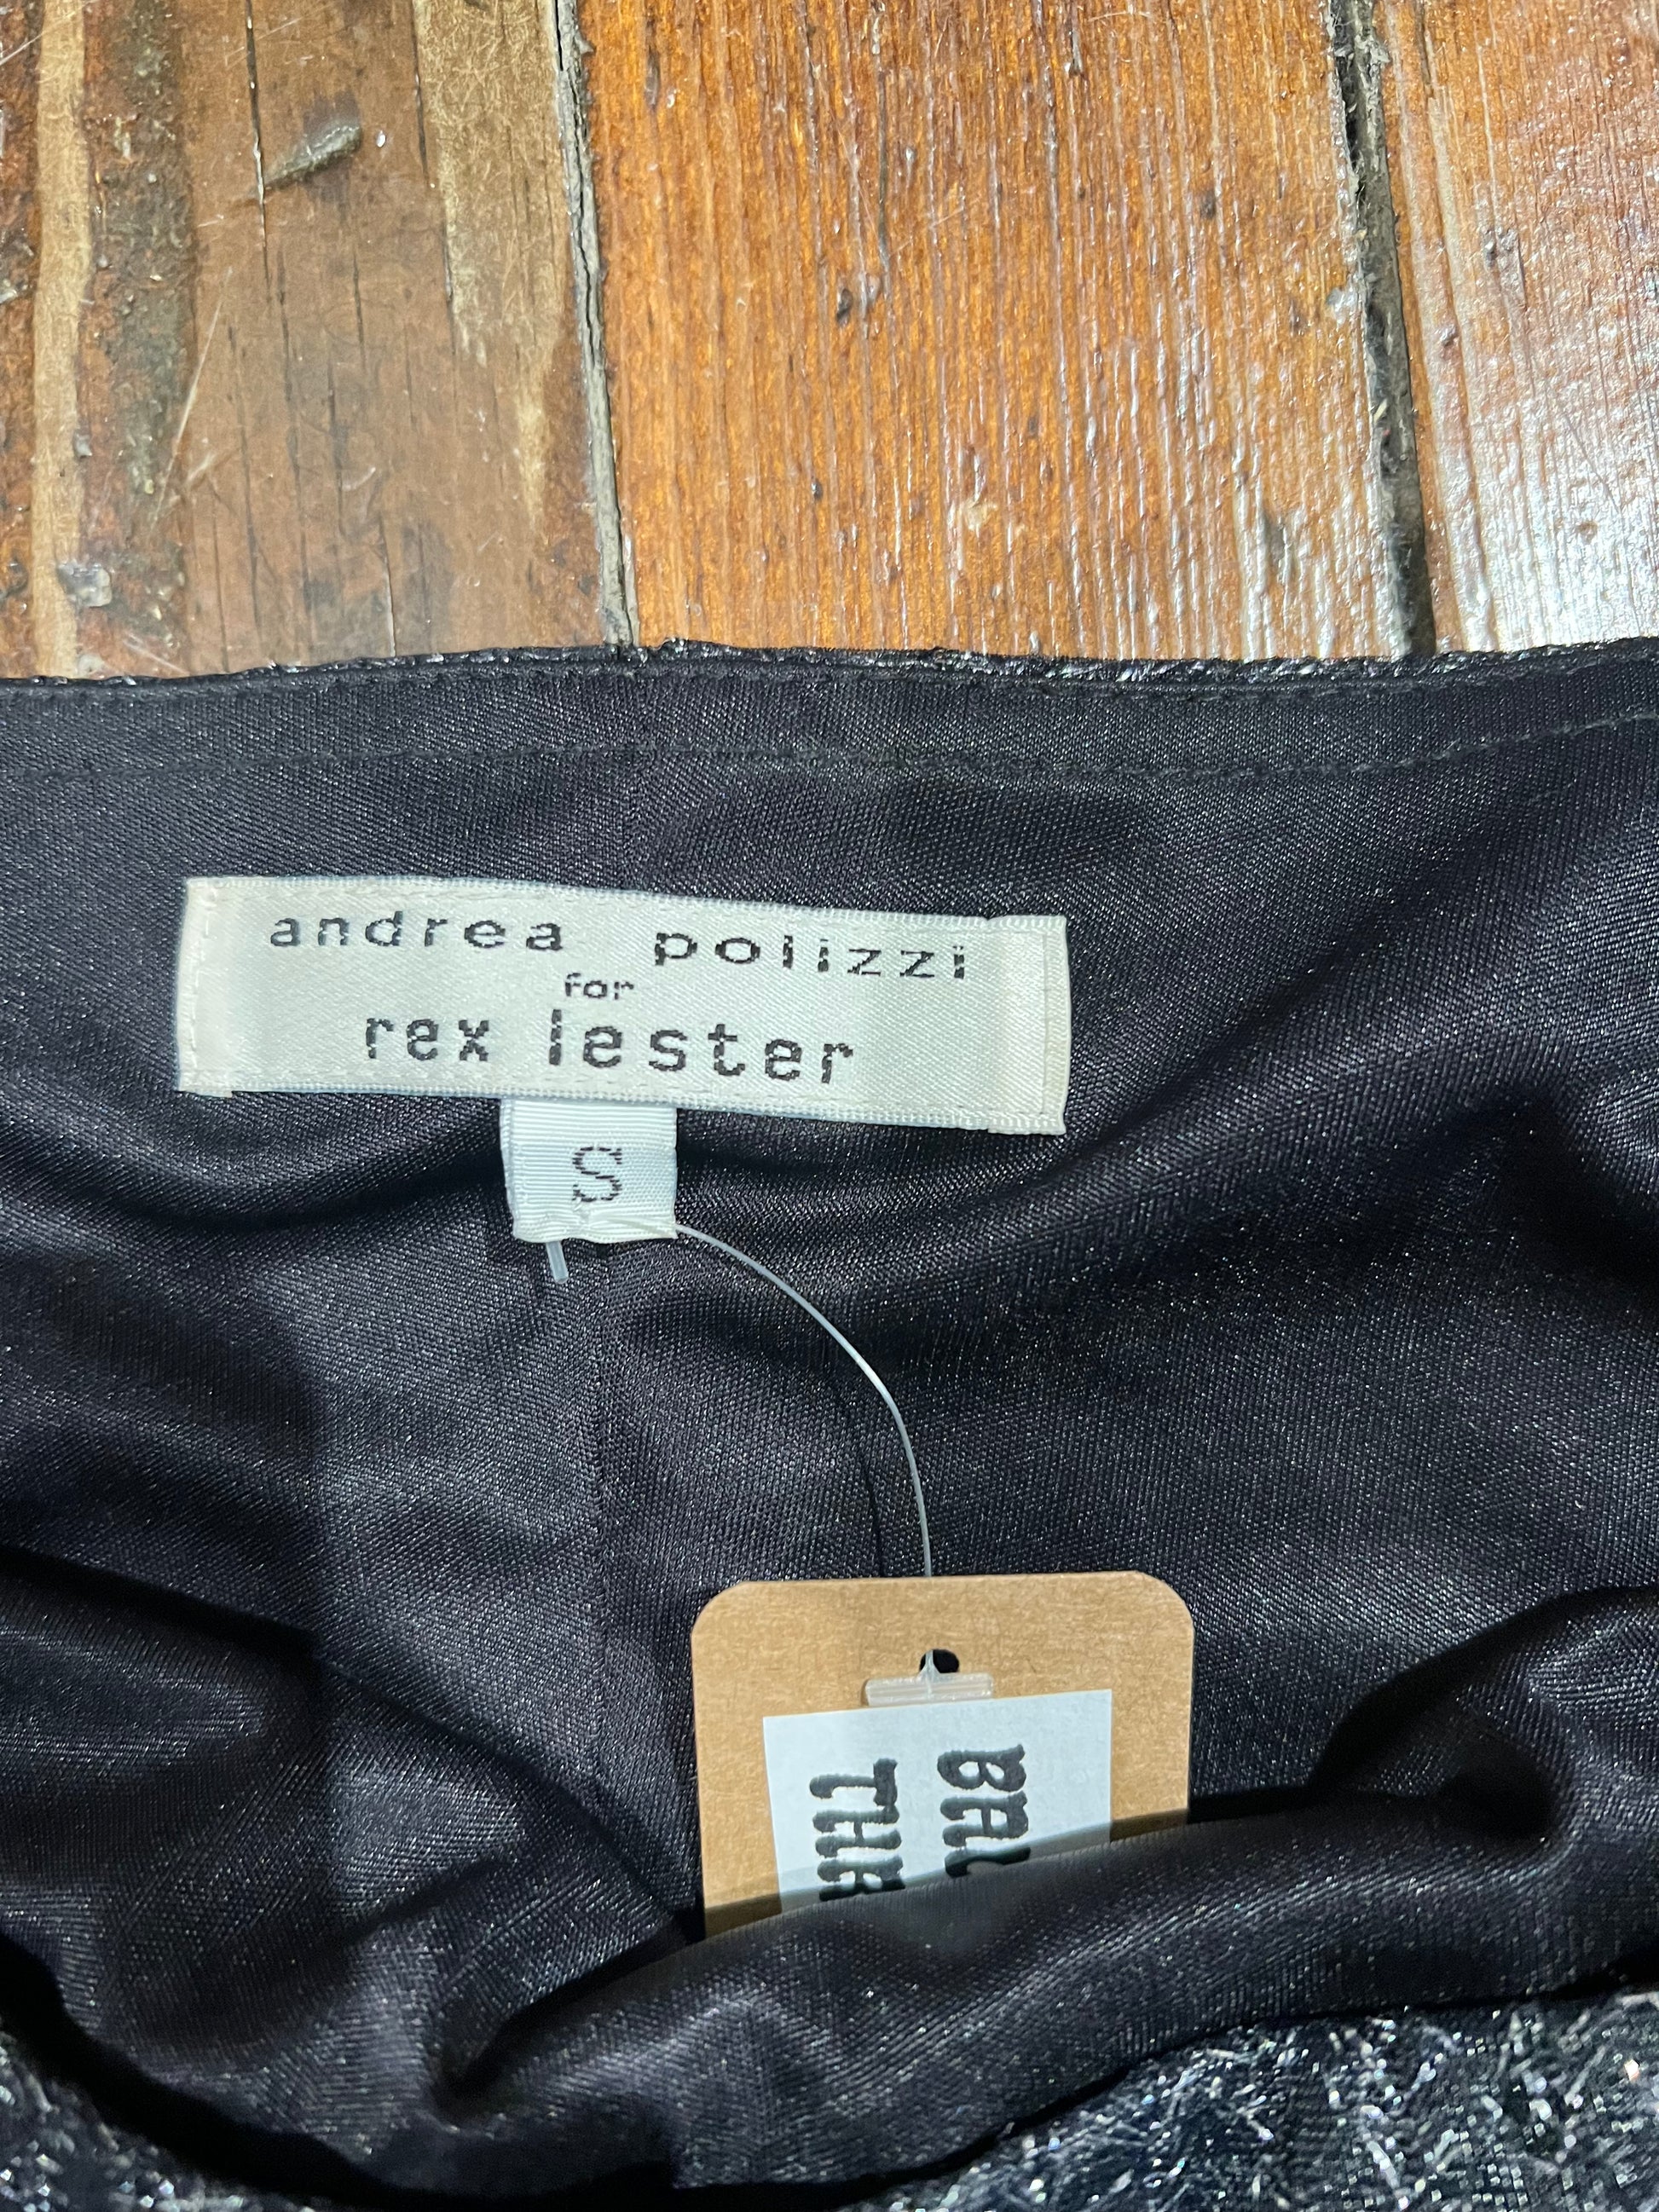 andrea polizzi
for
rex lester
S